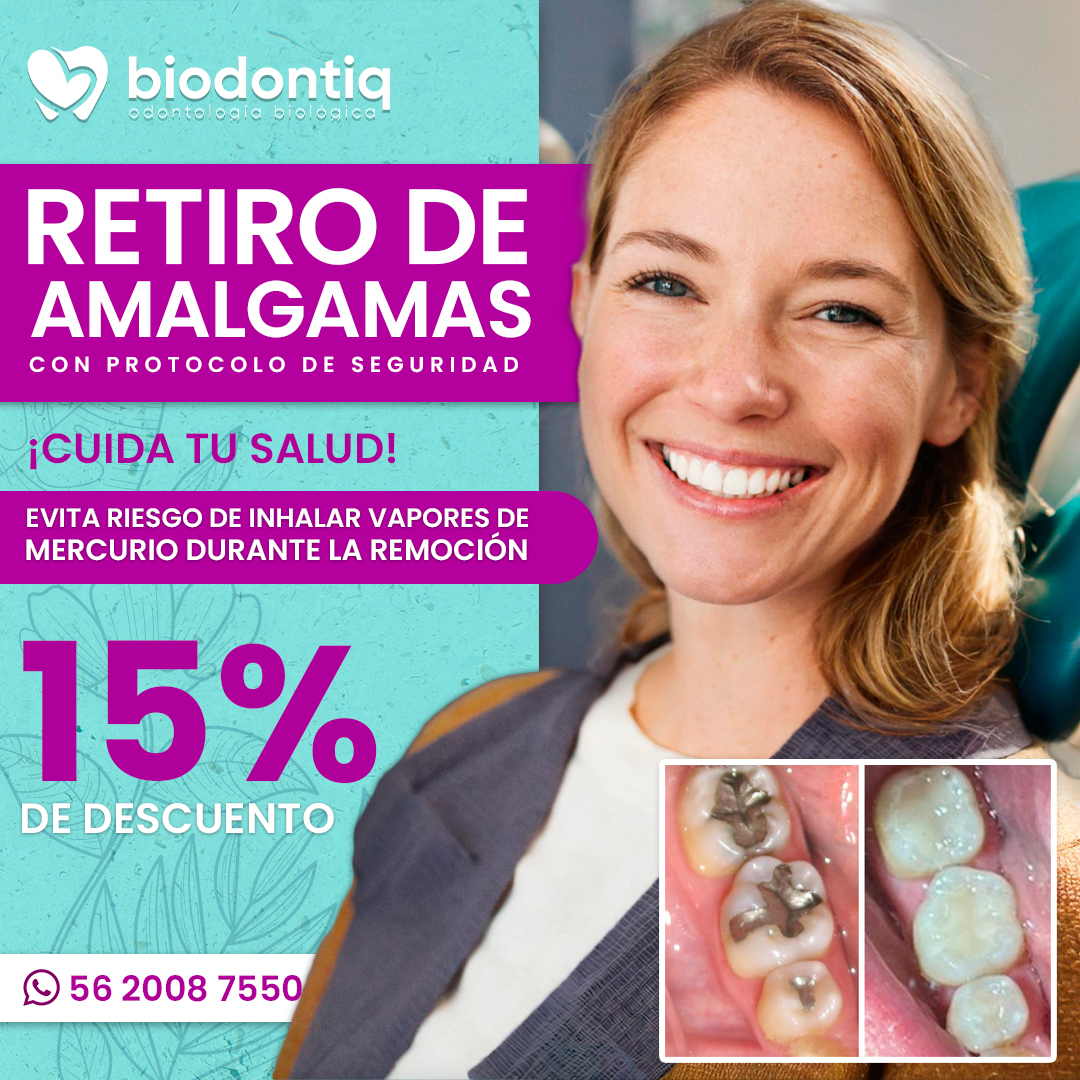 biodontiq
odontología biológica
RETIRO DE
AMALGAMAS
CON PROTOCOLO DE SEGURIDAD
¡CUIDA TU SALUD!
EVITA RIESGO DE INHALAR VAPORES DE
MERCURIO DURANTE LA REMOCIÓN
15%
DE DESCUENTO
56 2008 7550